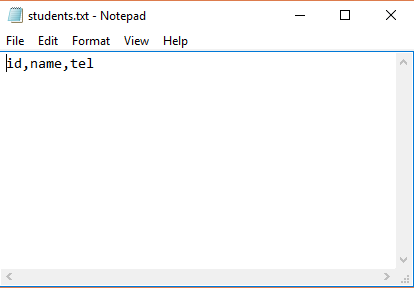 students.txt - Notepad
File Edit Format View Help
id,name,tel